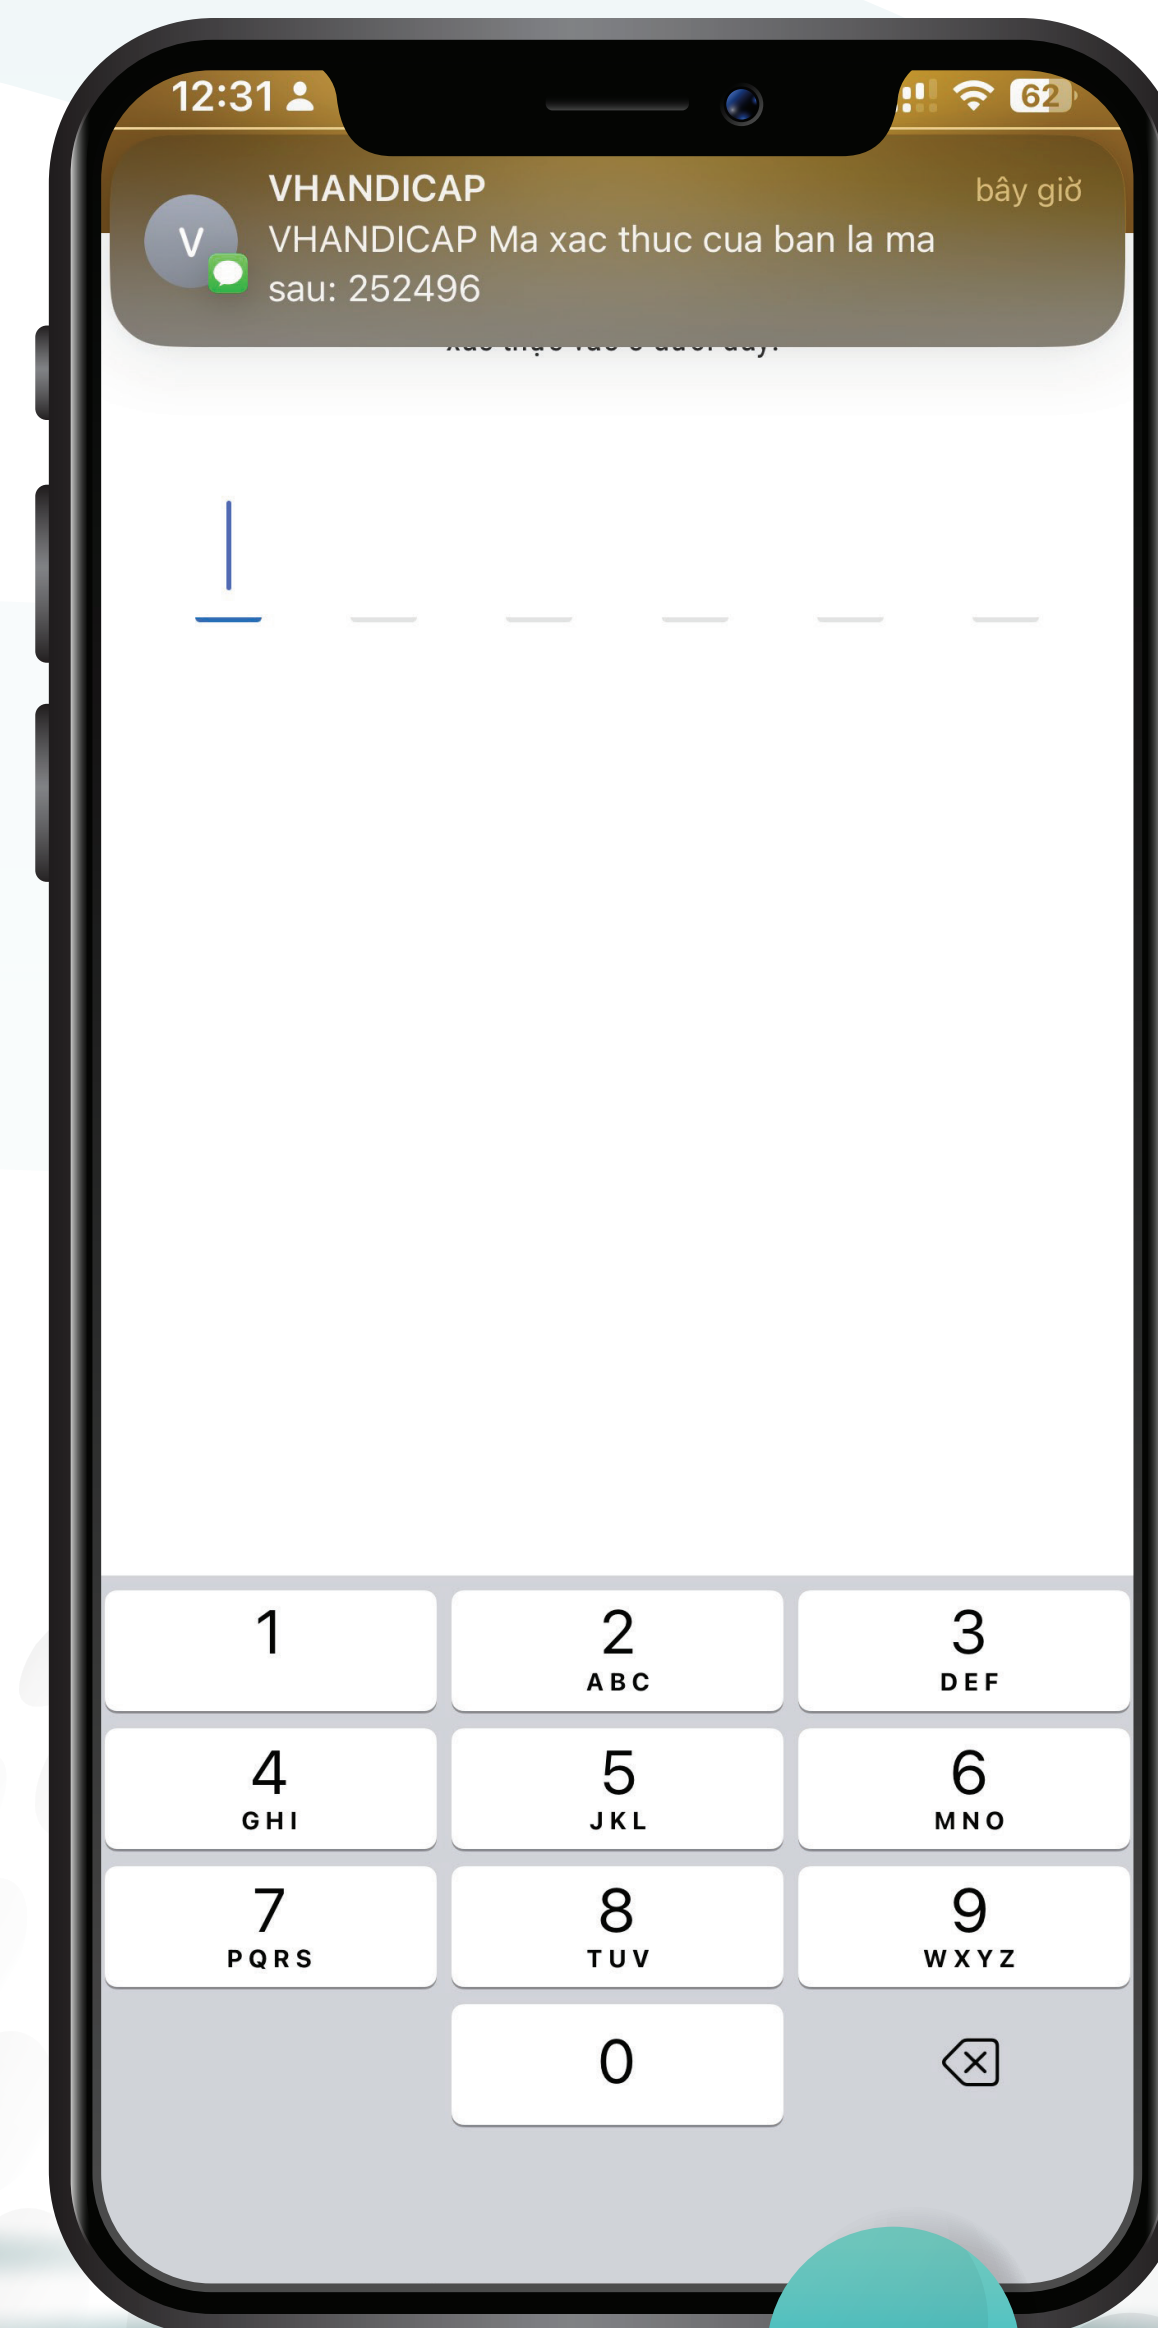 12:31
62
VHANDICAP
bây giờ
V
VHANDICAP Ma xac thuc cua ban la ma
sau: 252496
1
2
ABC
3
DEF
4
GHI
5
JKL
6
MNO
7
PQRS
8
TUV
9
WXYZ
0